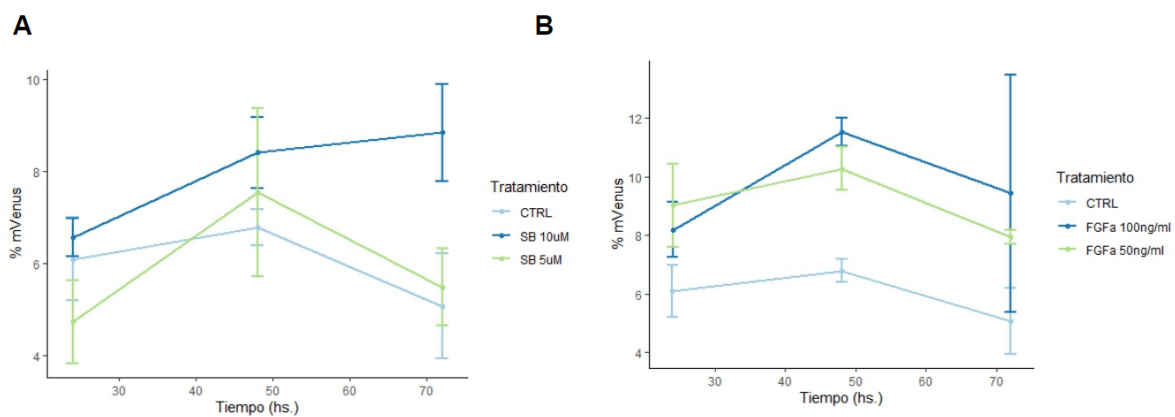 A
B
% mVenus
10
8
6
4
30
40
50
60
70
Tiempo (hs.)
Tratamiento
CTRL
SB 10uM
SB 5uM
% mVenus
12
10
8
6
4
30
40
50
60
70
Tiempo (hs.)
Tratamiento
CTRL
FGFa 100ng/ml
FGFa 50ng/ml